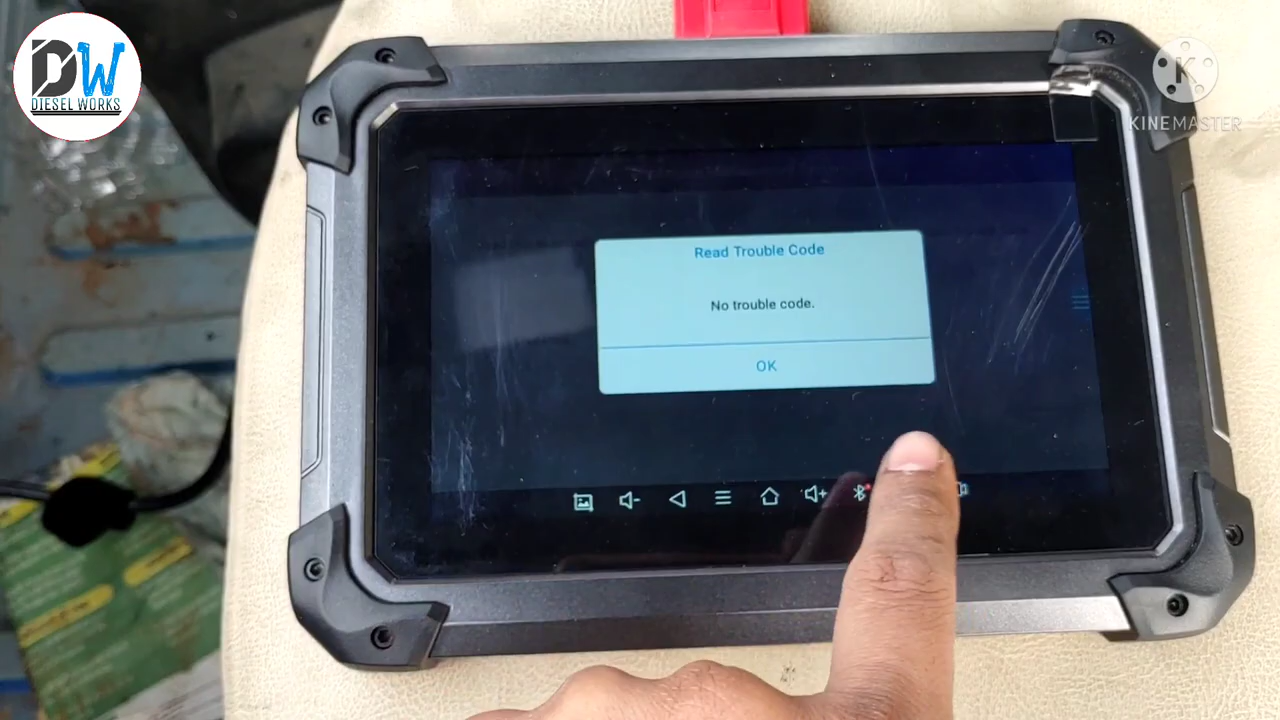 DW
DIESEL WORKS
K
KINEMASTER
Read Trouble Code
No trouble code.
OK